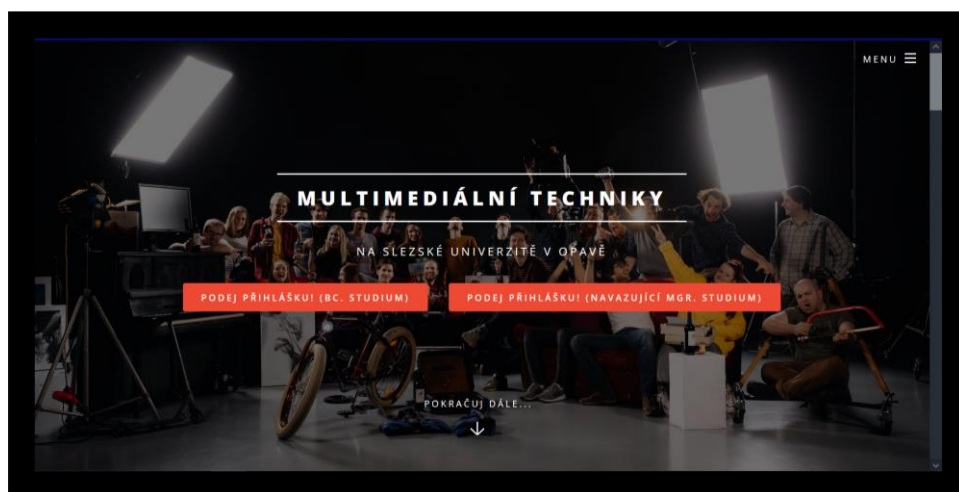 MENU
MULTIMEDIÁLNÍ TECHNIKY
NA SLEZSKÉ UNIVERZITĚ V OPAVĚ
PODEJ PŘIHLÁŠKU! (BC. STUDIUM)
PODEJ PŘIHLÁŠKU! (NAVAZUJÍCÍ MGR. STUDIUM)
POKRAČUJ DÁLE...